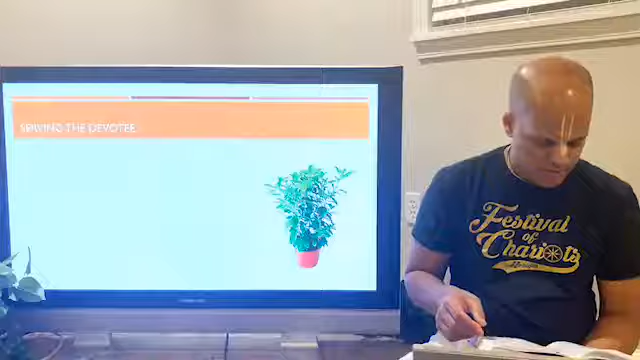 SERVING THE DEVOTEE
Festival
of
Chariots